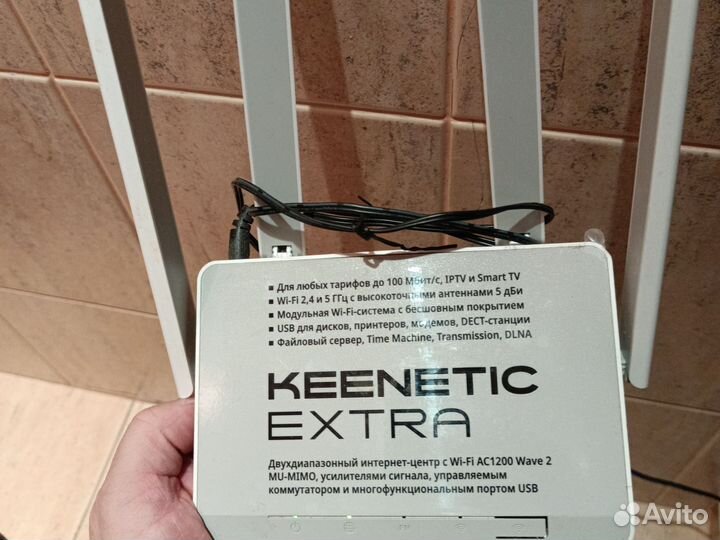 ▪ Для любых тарифов до 100 Мбит/с, IPTV и Smart TV
▪ Wi-Fi 2,4 и 5 ГГц с высокоточными антеннами 5 дБи
▪ Модульная Wi-Fi-система с бесшовным покрытием
▪ USB для дисков, принтеров, модемов, DECT-станции
▪ Файловый сервер, Time Machine, Transmission, DLNA
KEENETIC
EXTRA
Двухдиапазонный интернет-центр с Wi-Fi AC1200 Wave 2
MU-MIMO, усилителями сигнала, управляемым
коммутатором и многофункциональным портом USB
Avito